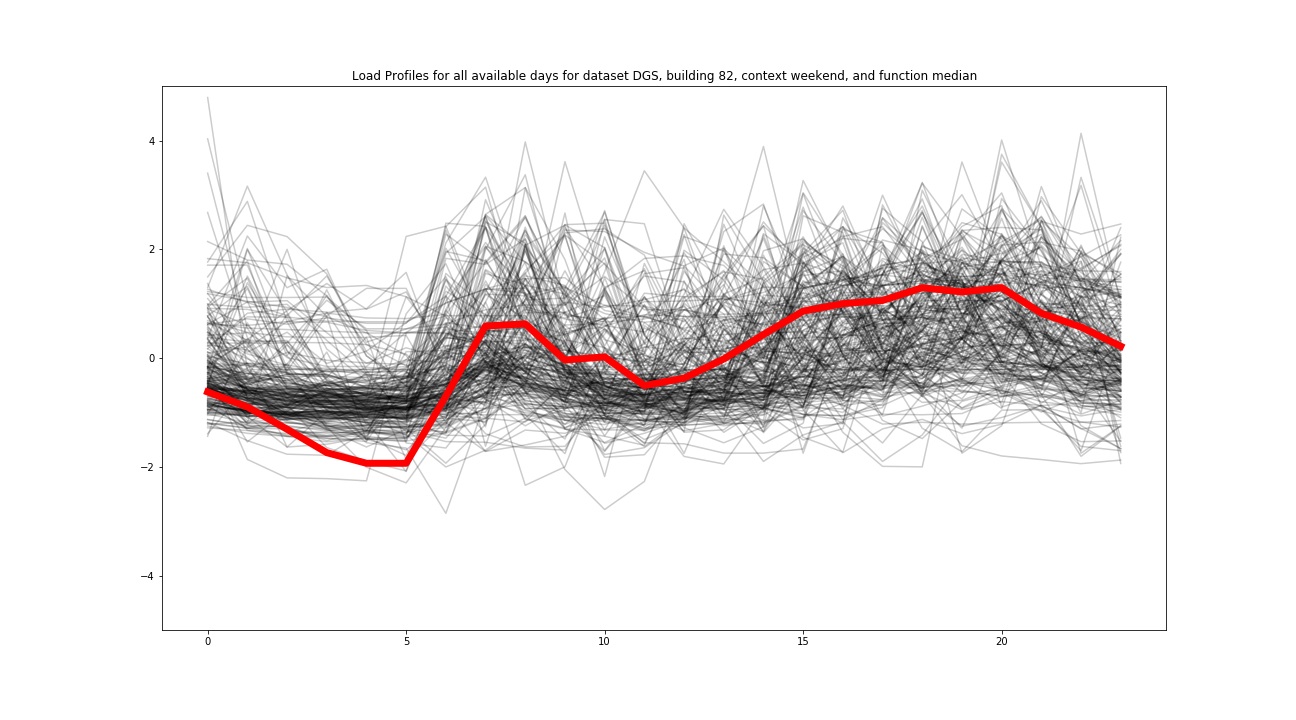 Load Profiles for all available days for dataset DGS, building 82, context weekend, and function median
4
2
0
−2
−4
0 5 10 15 20